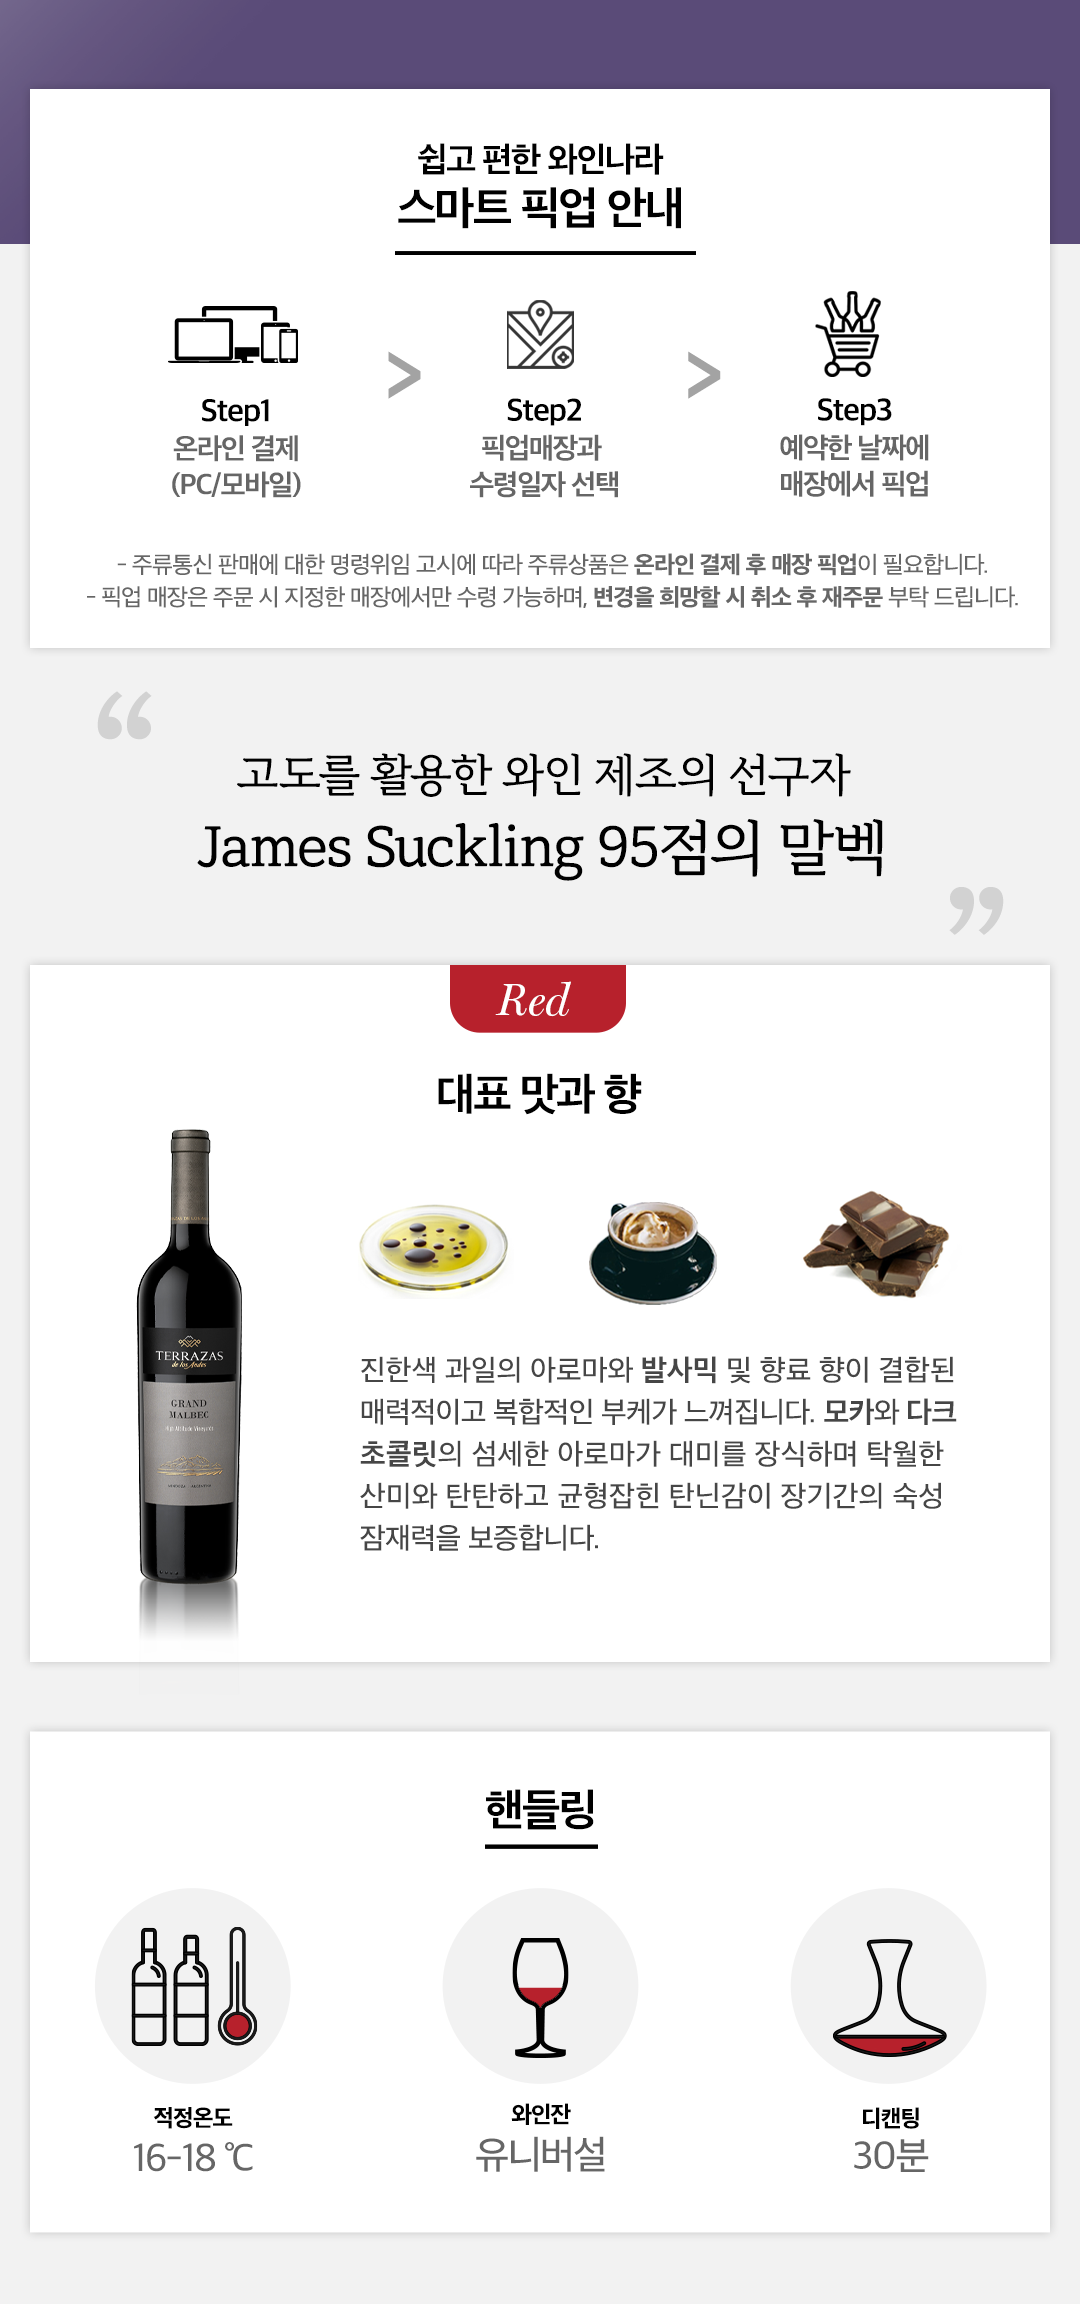 쉽고 편한 와인나라
스마트 픽업 안내
Step1
온라인 결제
(PC/모바일)
>
Step2
픽업매장과
수령일자 선택
>
Step3
예약한 날짜에
매장에서 픽업
- 주류통신 판매에 대한 명령위임 고시에 따라 주류상품은 온라인 결제 후 매장 픽업이 필요합니다.
- 픽업 매장은 주문 시 지정한 매장에서만 수령 가능하며, 변경을 희망할 시 취소 후 재주문 부탁 드립니다.
“
고도를 활용한 와인 제조의 선구자
James Suckling 95점의 말벡
”
Red
대표 맛과 향
TERRAZAS
de los Andes
GRAND
MALBEC
High Altitude Vineyards
진한색 과일의 아로마와 발사믹 및 향료 향이 결합된
매력적이고 복합적인 부케가 느껴집니다. 모카와 다크
초콜릿의 섬세한 아로마가 대미를 장식하며 탁월한
산미와 탄탄하고 균형잡힌 탄닌감이 장기간의 숙성
잠재력을 보증합니다.
핸들링
적정온도
16-18 ℃
와인잔
유니버설
디캔팅
30분